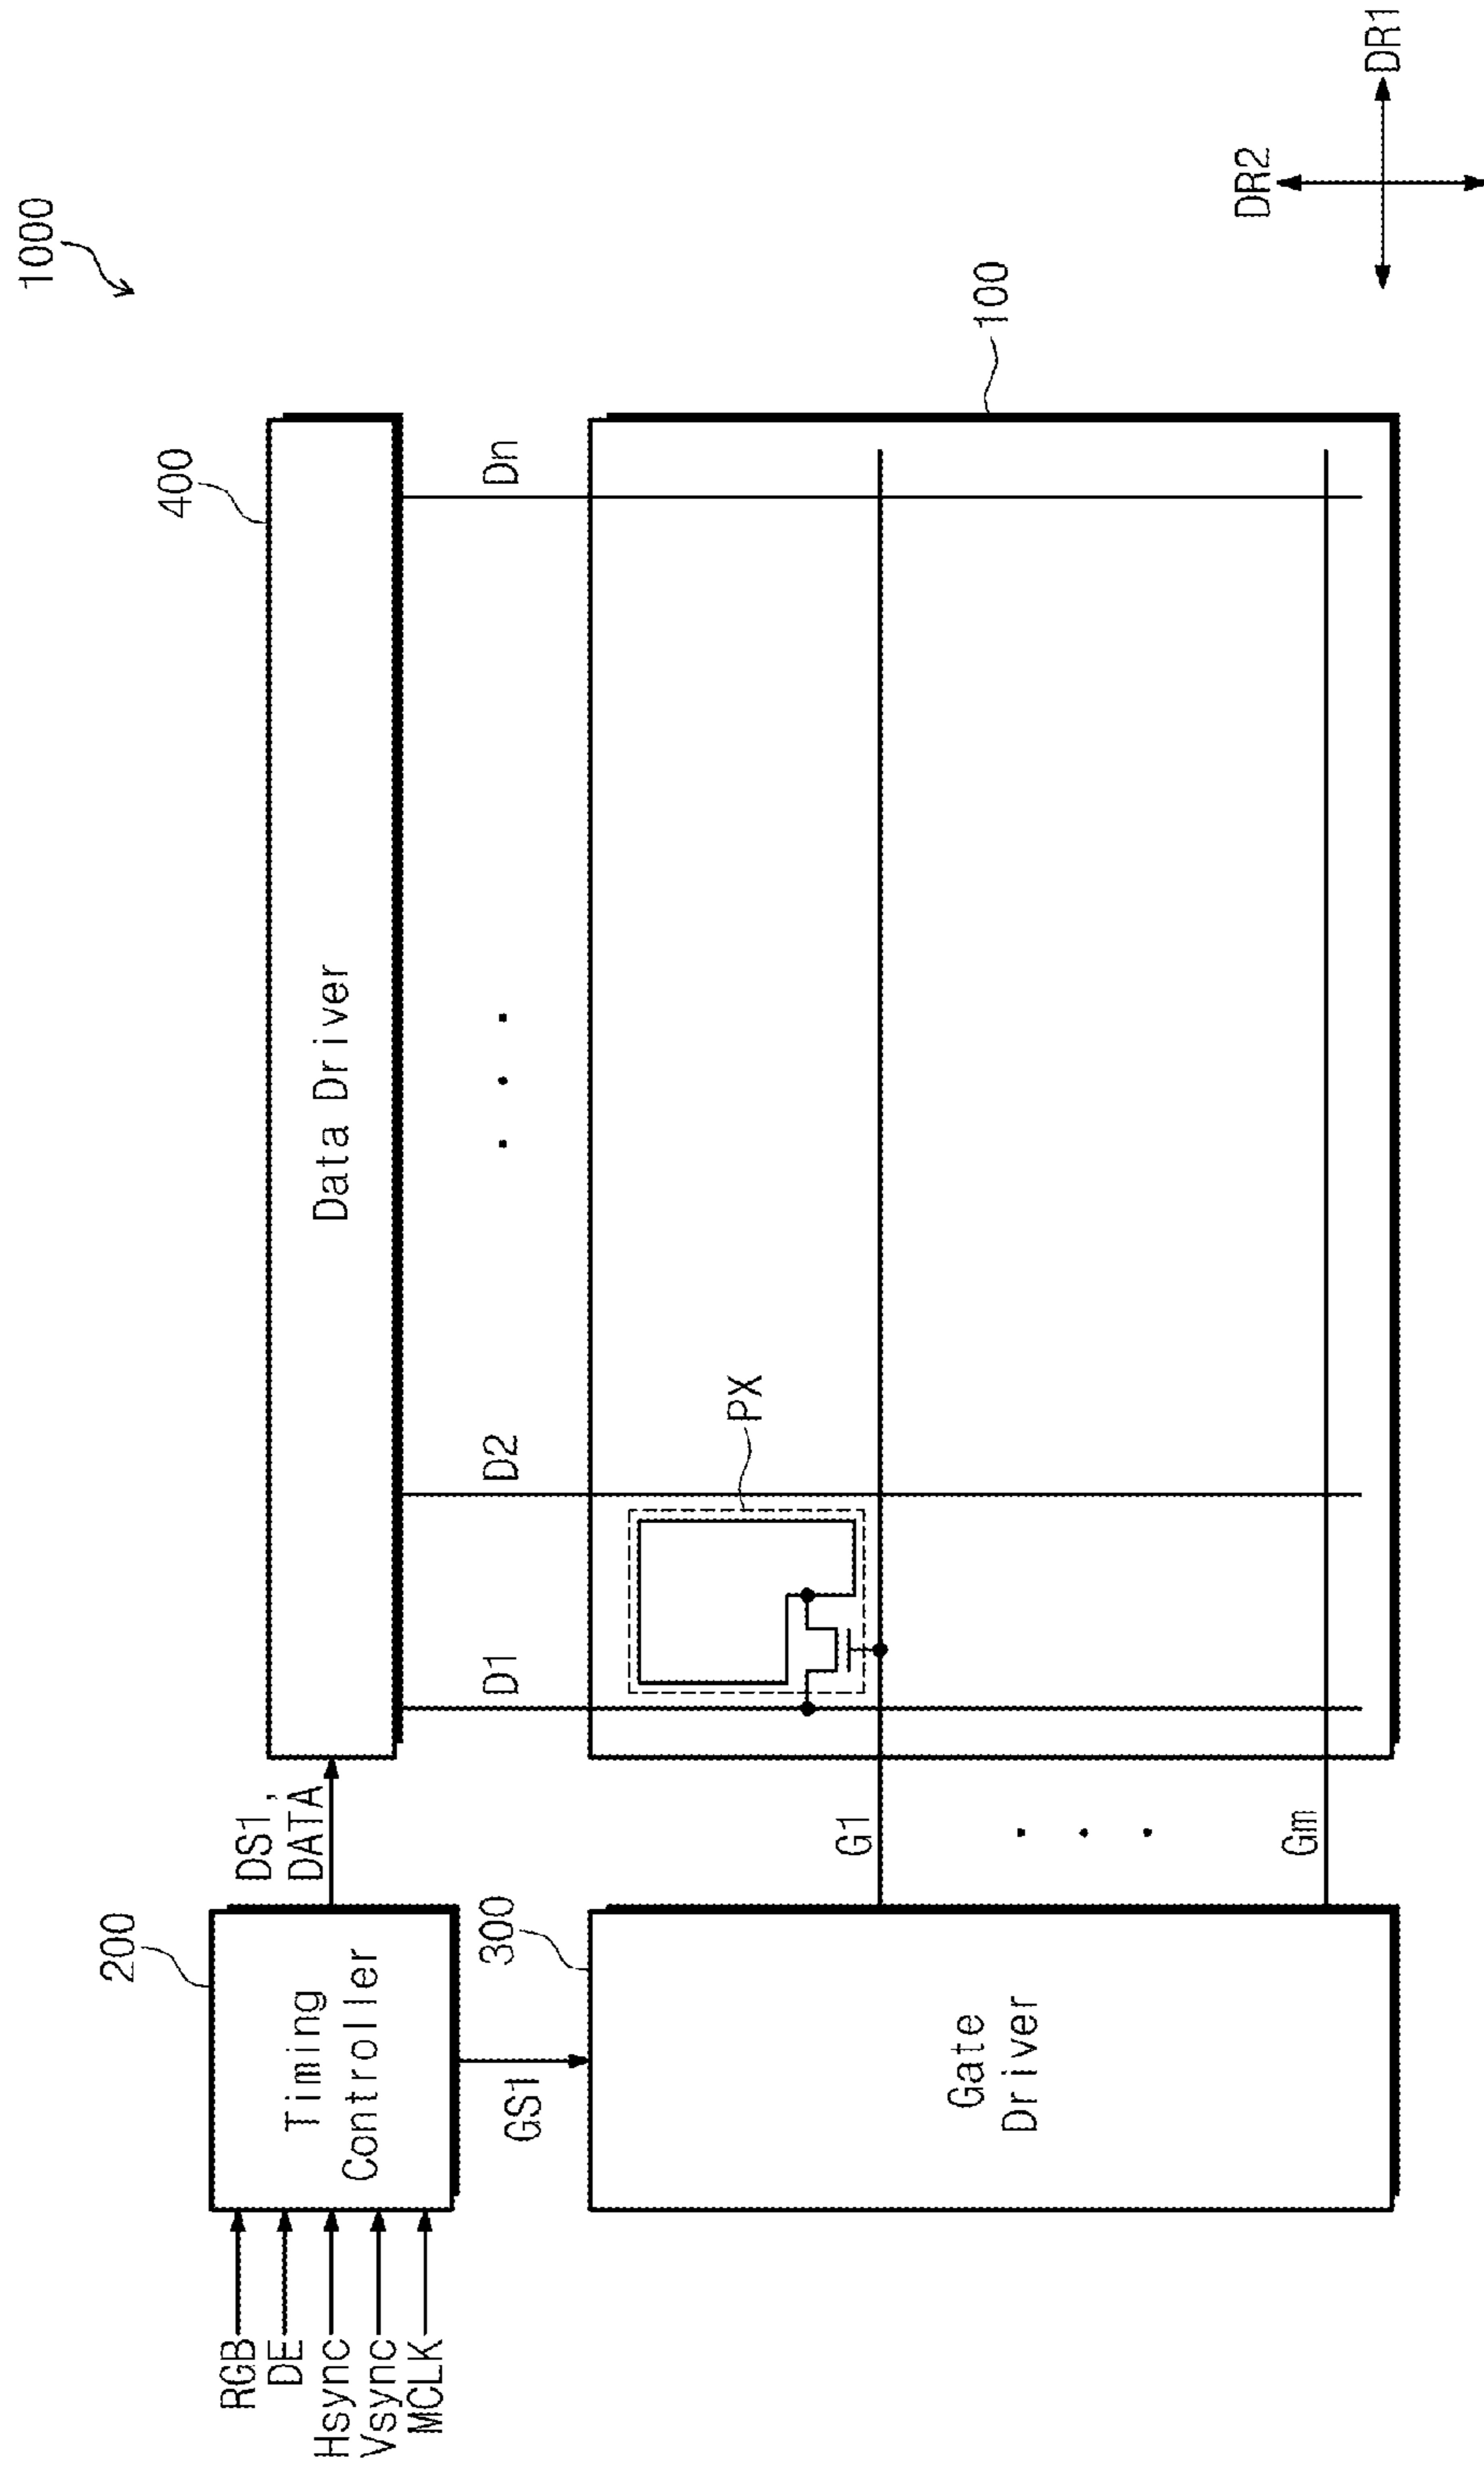 1000
400
Data Driver
200
Timing
Controller
RGB
DE
Hsync
Vsync
MCLK
DS1,
DATA
GS1
D1
D2
Dn
. . .
300
Gate
Driver
G1
. . .
Gm
PX
100
DR2
DR1